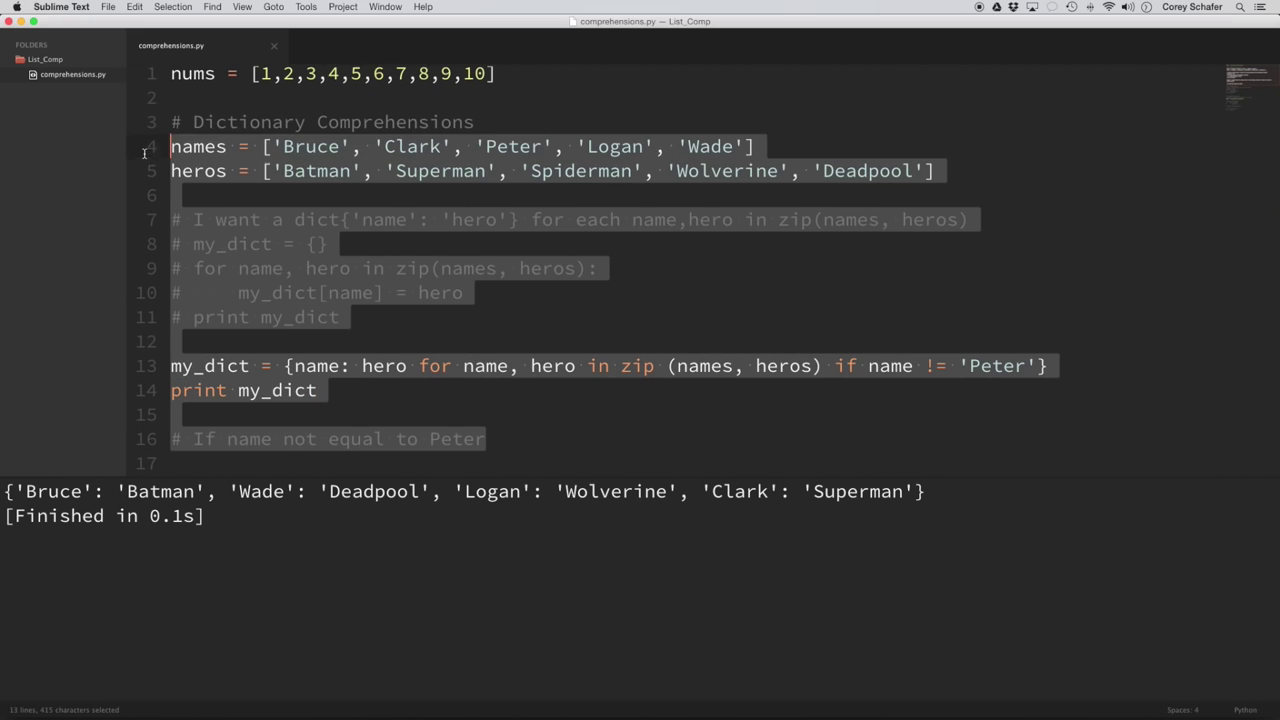 Sublime Text File Edit Selection Find View Goto Tools Project Window Help Corey Schafer
comprehensions.py — List_Comp
FOLDERS
List_Comp
comprehensions.py
comprehensions.py
1 nums = [1,2,3,4,5,6,7,8,9,10]
2
3 # Dictionary Comprehensions
4 names = ['Bruce', 'Clark', 'Peter', 'Logan', 'Wade']
5 heros = ['Batman', 'Superman', 'Spiderman', 'Wolverine', 'Deadpool']
6
7 # I want a dict{'name': 'hero'} for each name,hero in zip(names, heros)
8 # my_dict = {}
9 # for name, hero in zip(names, heros):
10 #     my_dict[name] = hero
11 # print my_dict
12
13 my_dict = {name: hero for name, hero in zip (names, heros) if name != 'Peter'}
14 print my_dict
15
16 # If name not equal to Peter
17
{'Bruce': 'Batman', 'Wade': 'Deadpool', 'Logan': 'Wolverine', 'Clark': 'Superman'}
[Finished in 0.1s]
13 lines, 415 characters selected Spaces: 4 Python